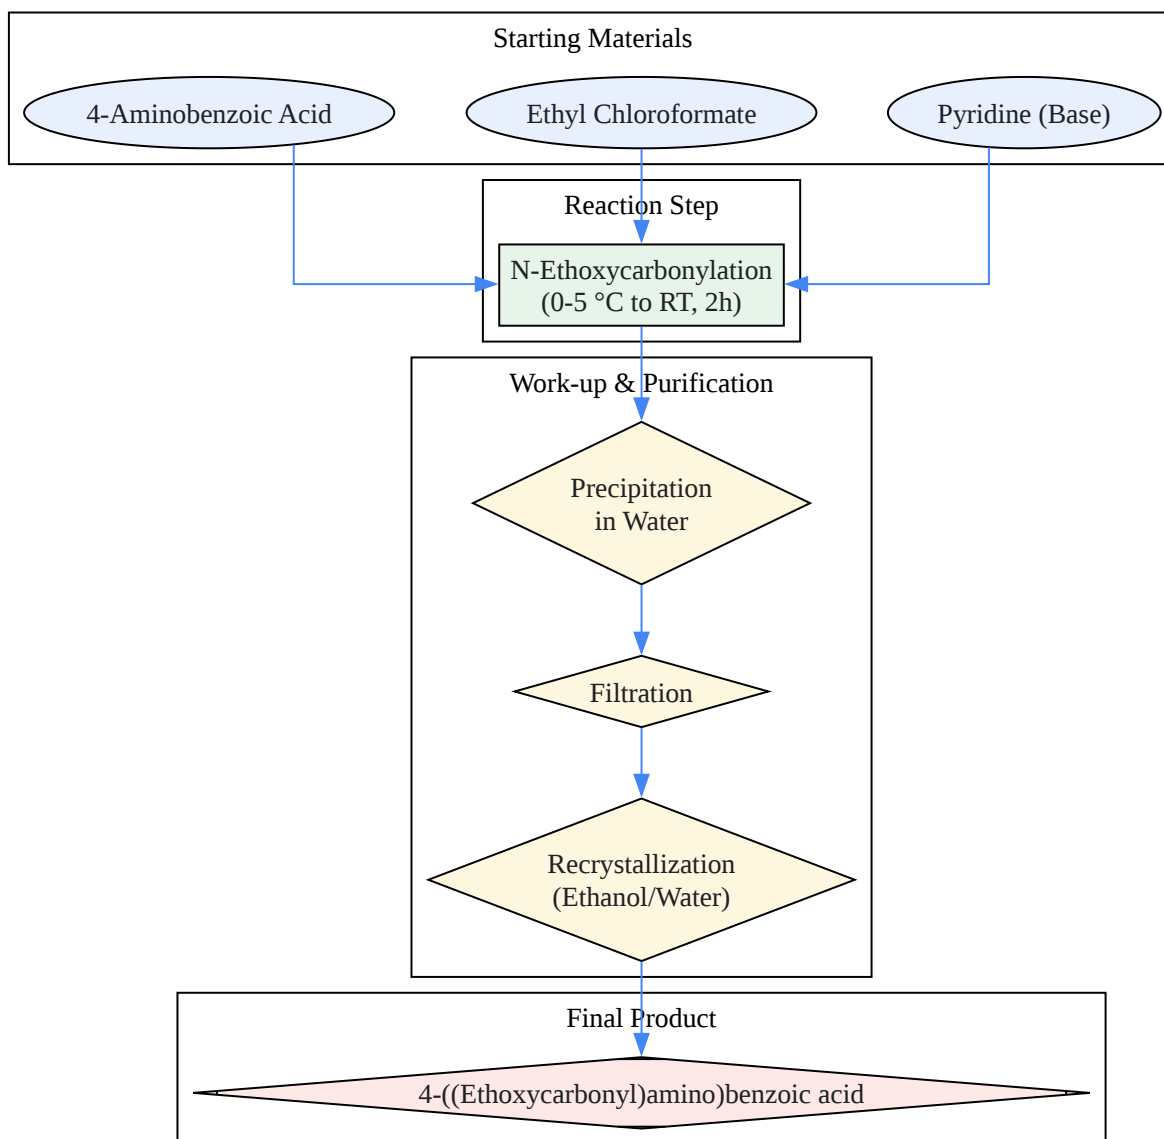 Starting Materials
4-Aminobenzoic Acid
Ethyl Chloroformate
Pyridine (Base)
Reaction Step
N-Ethoxycarbonylation
(0-5 °C to RT, 2h)
Work-up & Purification
Precipitation
in Water
Filtration
Recrystallization
(Ethanol/Water)
Final Product
4-((Ethoxycarbonyl)amino)benzoic acid